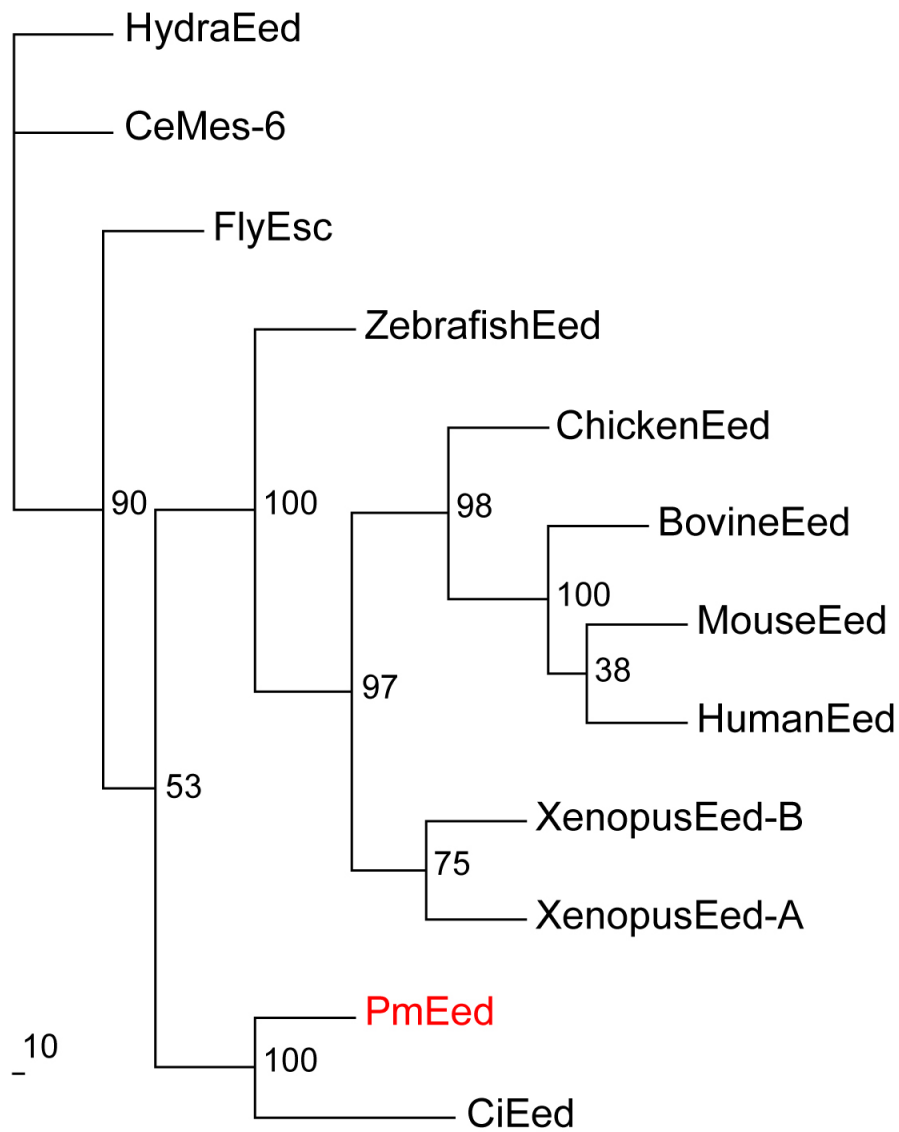 HydraEed
CeMes-6
FlyEsc
ZebrafishEed
ChickenEed
98
90
100
BovineEed
100
MouseEed
38
97
HumanEed
53
XenopusEed-B
75
XenopusEed-A
PmEed
10
100
CiEed